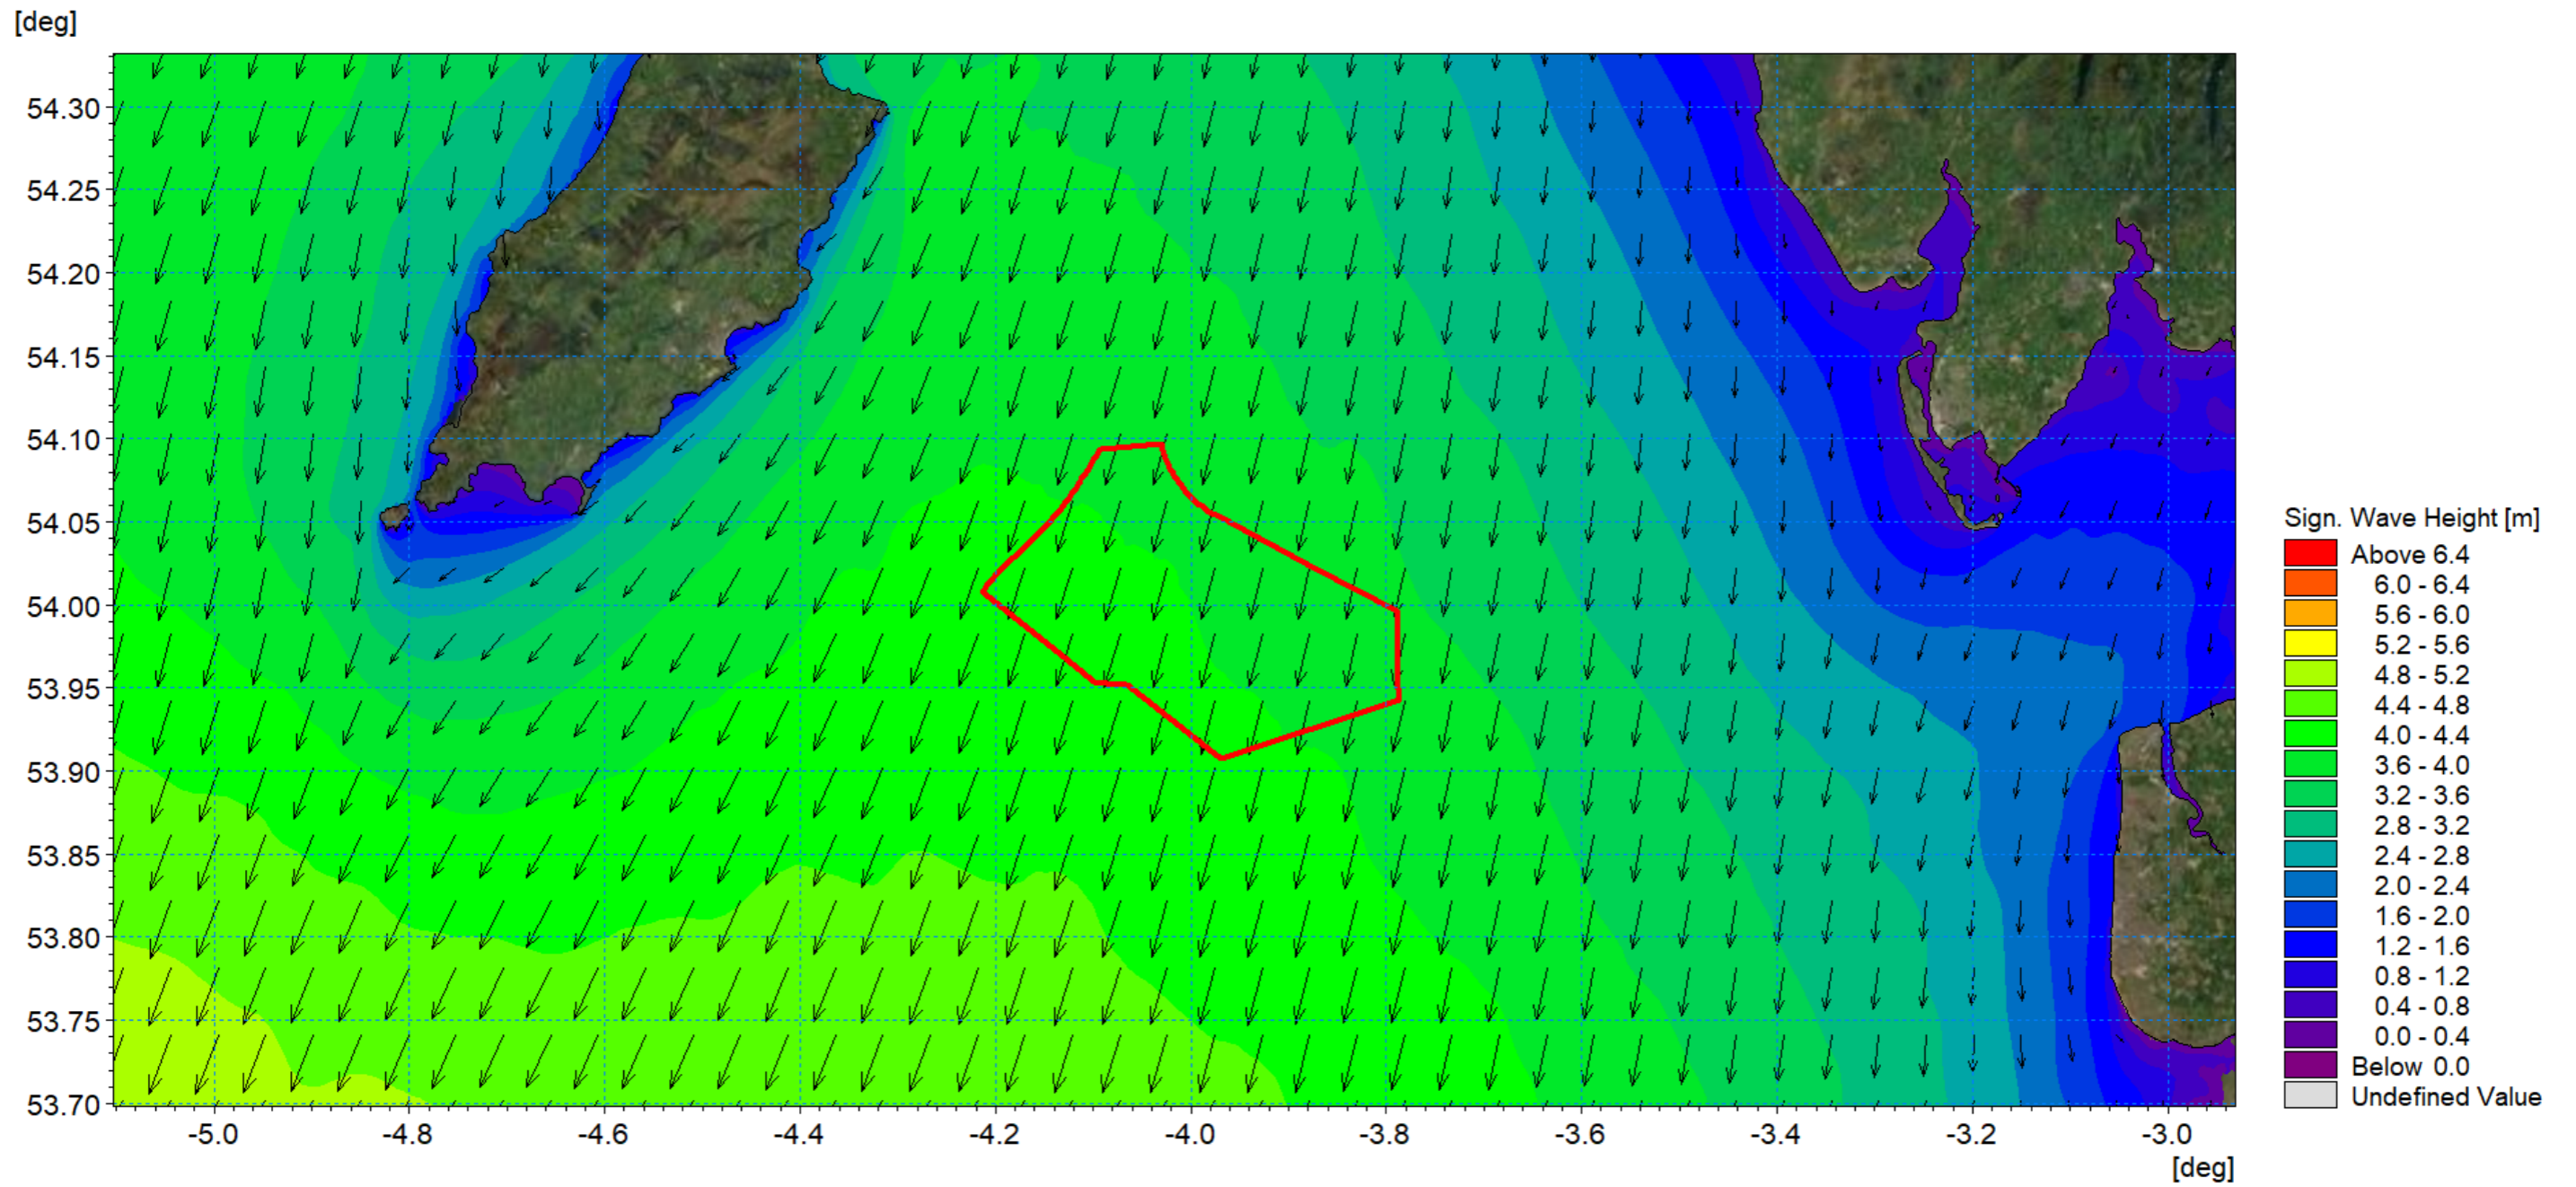 [deg]
54.30
54.25
54.20
54.15
54.10
54.05
54.00
53.95
53.90
53.85
53.80
53.75
53.70
-5.0 -4.8 -4.6 -4.4 -4.2 -4.0 -3.8 -3.6 -3.4 -3.2 -3.0
[deg]
Sign. Wave Height [m]
Above 6.4
6.0 - 6.4
5.6 - 6.0
5.2 - 5.6
4.8 - 5.2
4.4 - 4.8
4.0 - 4.4
3.6 - 4.0
3.2 - 3.6
2.8 - 3.2
2.4 - 2.8
2.0 - 2.4
1.6 - 2.0
1.2 - 1.6
0.8 - 1.2
0.4 - 0.8
0.0 - 0.4
Below 0.0
Undefined Value